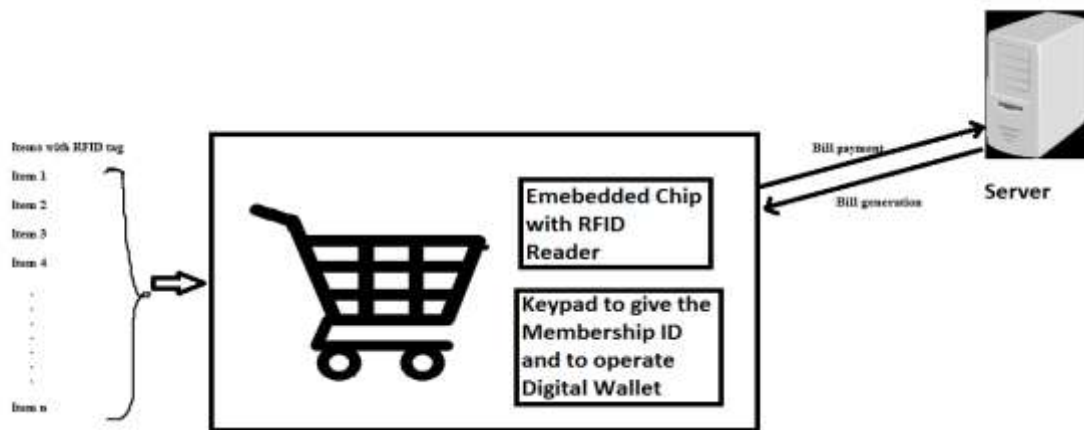 Items with RFID tag
Item 1
Item 2
Item 3
Item 4
Item n
Emebedded Chip
with RFID
Reader
Keypad to give the
Membership ID
and to operate
Digital Wallet
Bill payment
Bill generation
Server